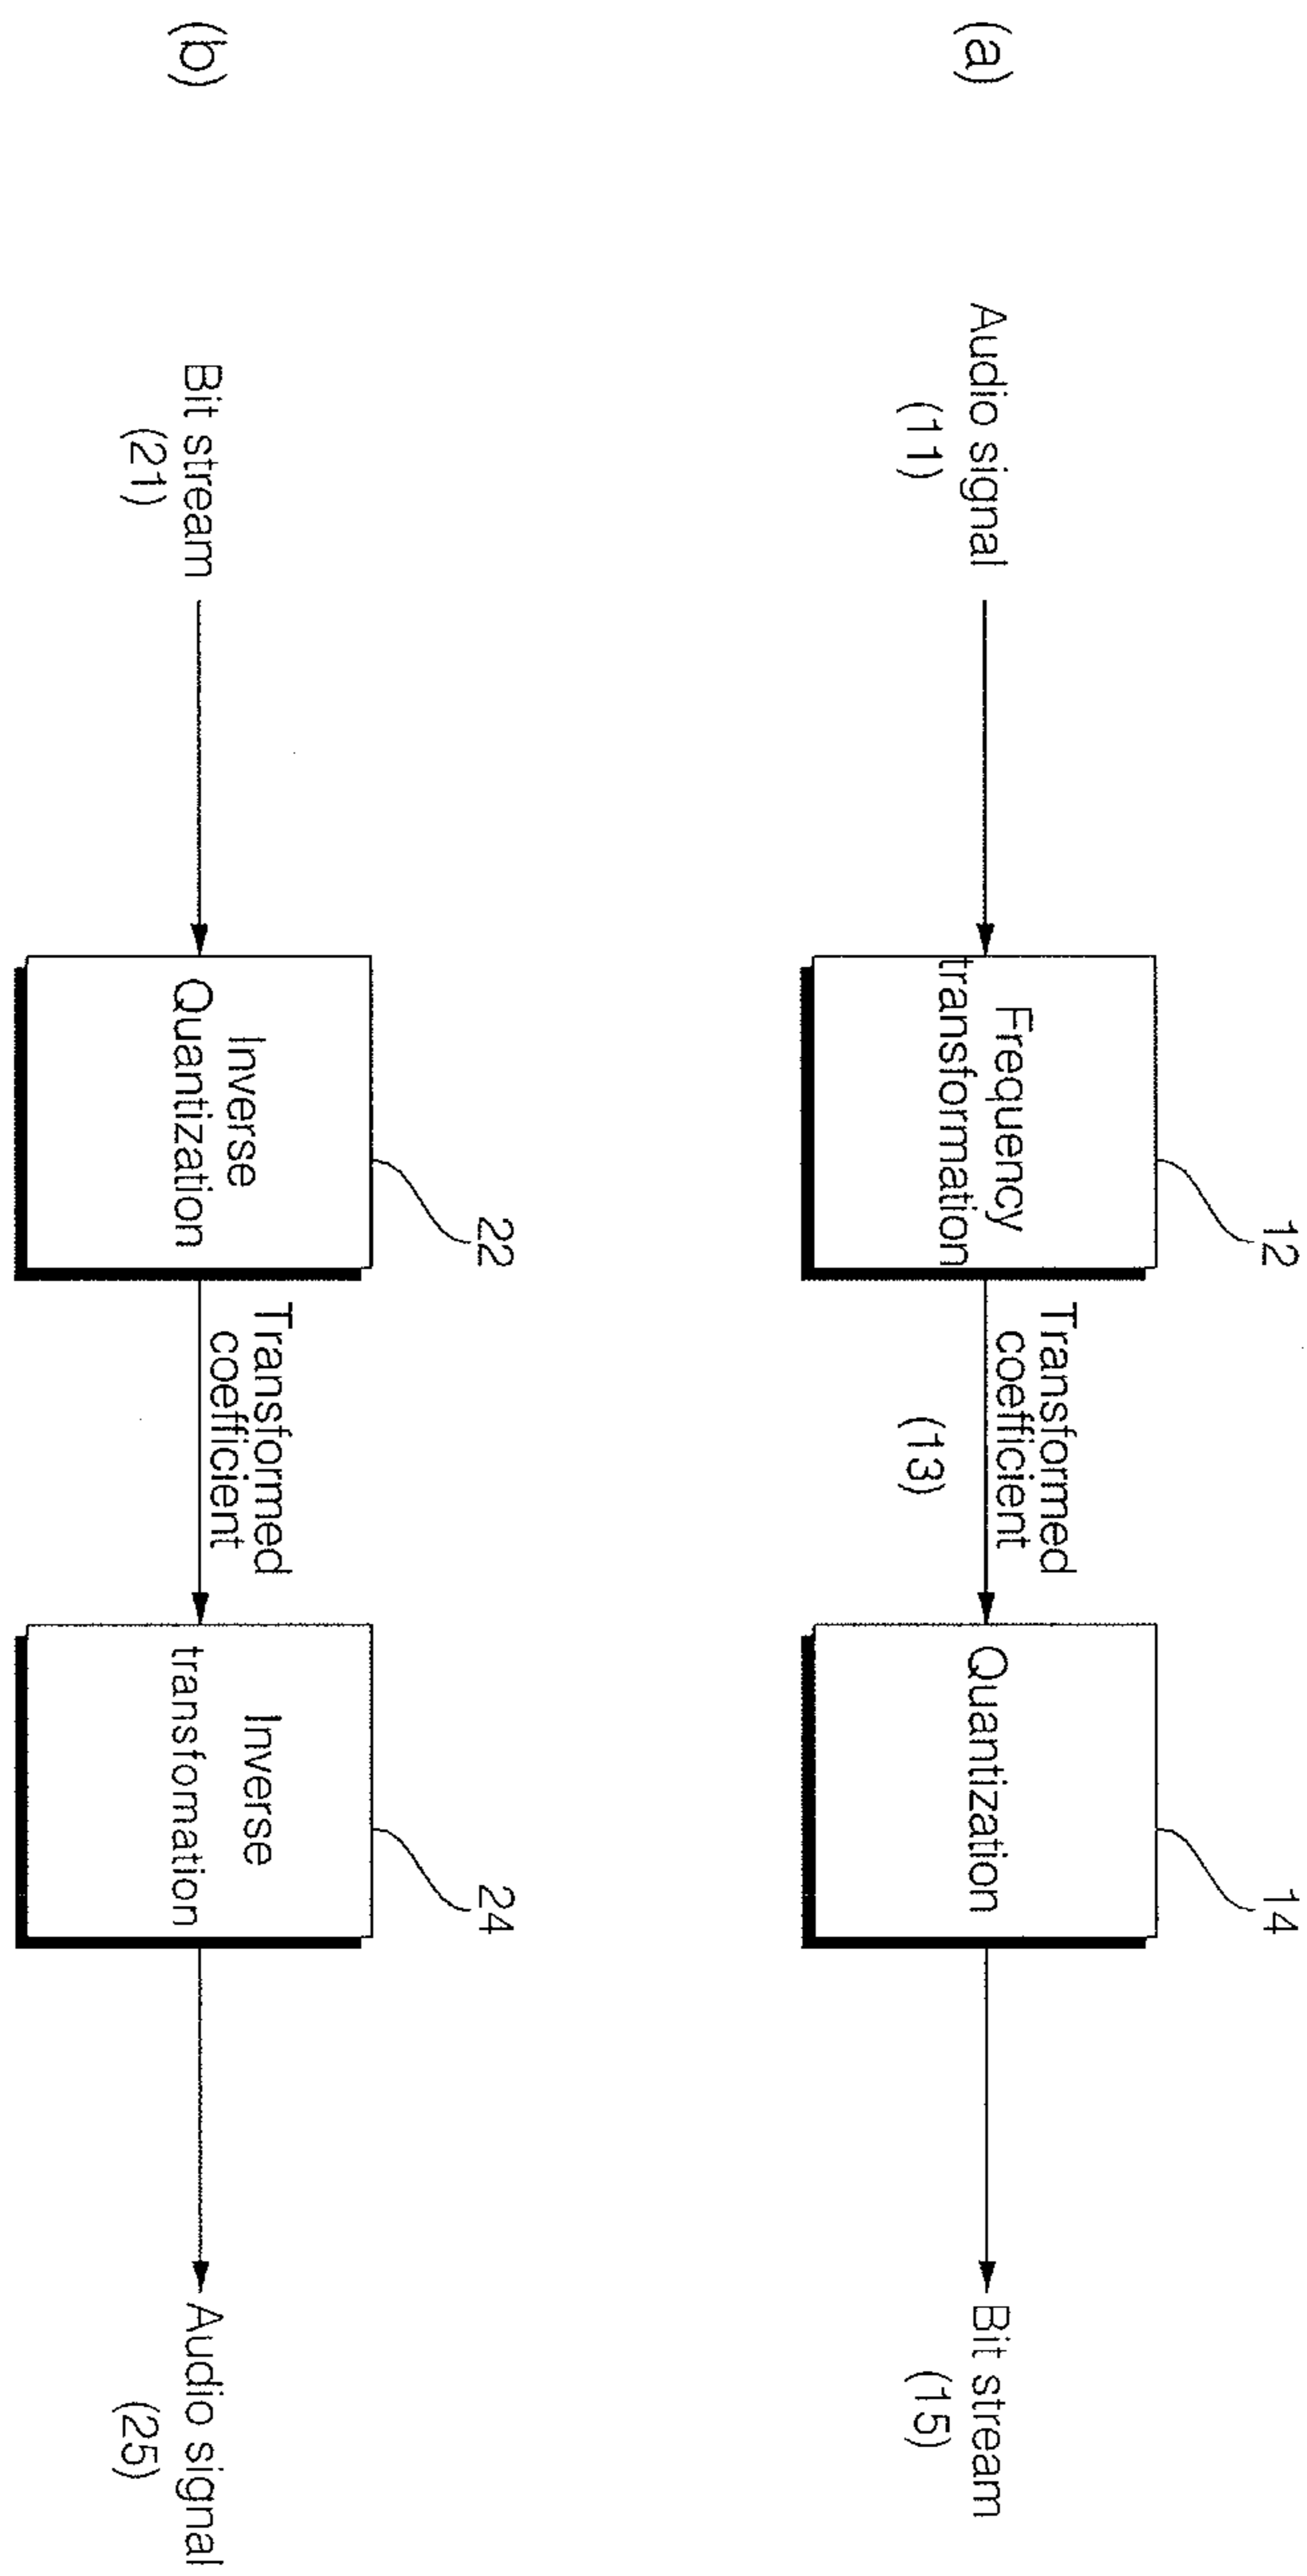 (a)
12
14
Audio signal
(11)
Frequency
transformation
Transformed
coefficient
(13)
Quantization
Bit stream
(15)
(b)
22
24
Bit stream
(21)
Inverse
Quantization
Transformed
coefficient
Inverse
transfomation
Audio signal
(25)